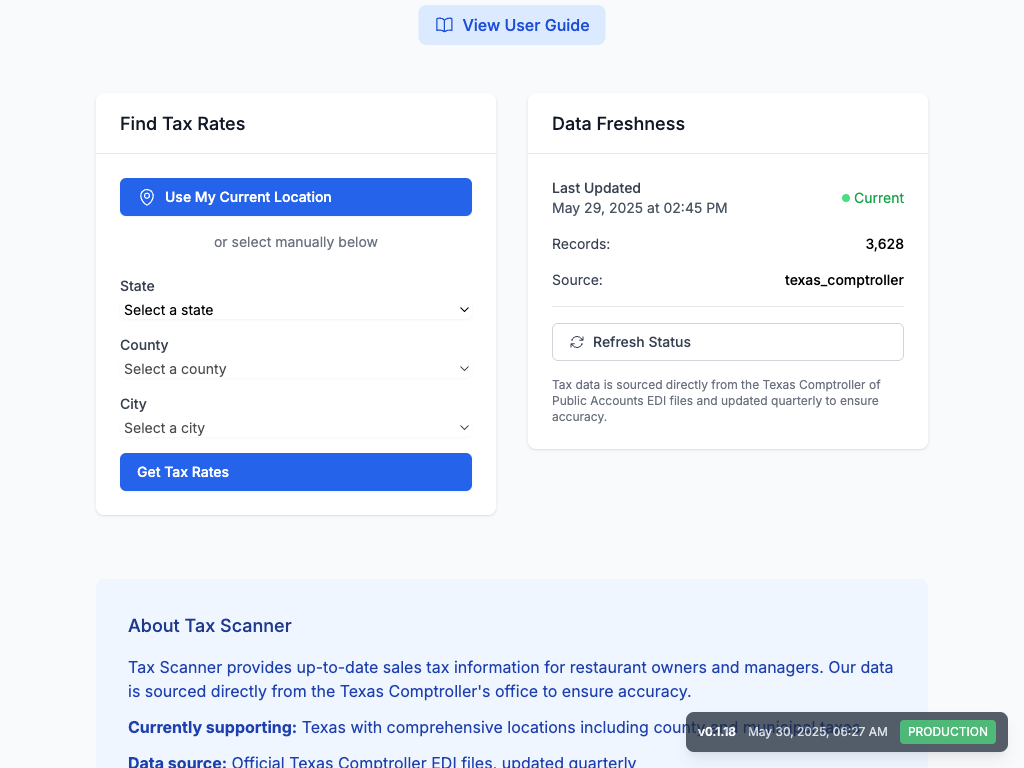 View User Guide
Find Tax Rates
Use My Current Location
or select manually below
State
Select a state
County
Select a county
City
Select a city
Get Tax Rates
Data Freshness
Last Updated
May 29, 2025 at 02:45 PM
Current
Records:
3,628
Source:
texas_comptroller
Refresh Status
Tax data is sourced directly from the Texas Comptroller of
Public Accounts EDI files and updated quarterly to ensure
accuracy.
About Tax Scanner
Tax Scanner provides up-to-date sales tax information for restaurant owners and managers. Our data
is sourced directly from the Texas Comptroller's office to ensure accuracy.
Currently supporting: Texas with comprehensive locations including county and municipal taxes
Data source: Official Texas Comptroller EDI files, updated quarterly
v0.1.18 May 30, 2025, 06:27 AM PRODUCTION